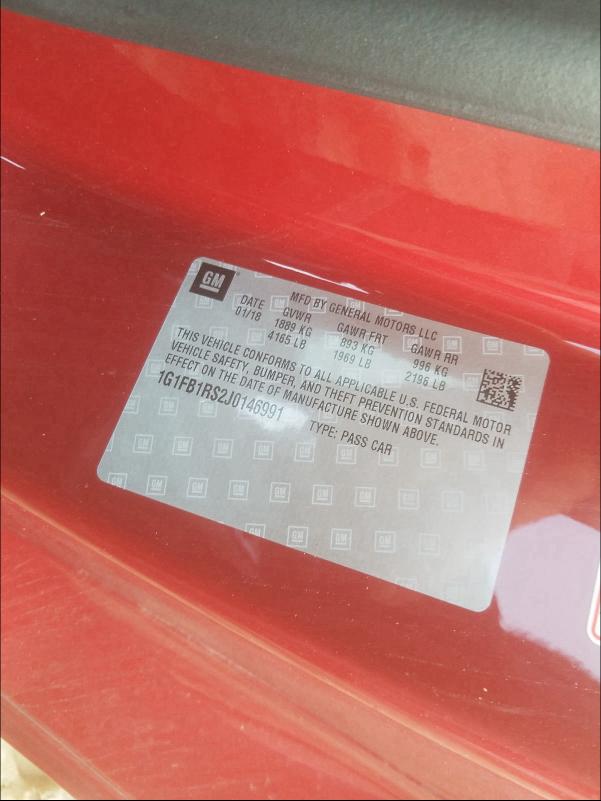 GM
MFD BY GENERAL MOTORS LLC
DATE GVWR GAWR FRT GAWR RR
01/18 1889 KG 893 KG 996 KG
4165 LB 1969 LB 2196 LB
THIS VEHICLE CONFORMS TO ALL APPLICABLE U.S. FEDERAL MOTOR
VEHICLE SAFETY, BUMPER, AND THEFT PREVENTION STANDARDS IN
EFFECT ON THE DATE OF MANUFACTURE SHOWN ABOVE.
1G1FB1RS2J0146991 TYPE: PASS CAR